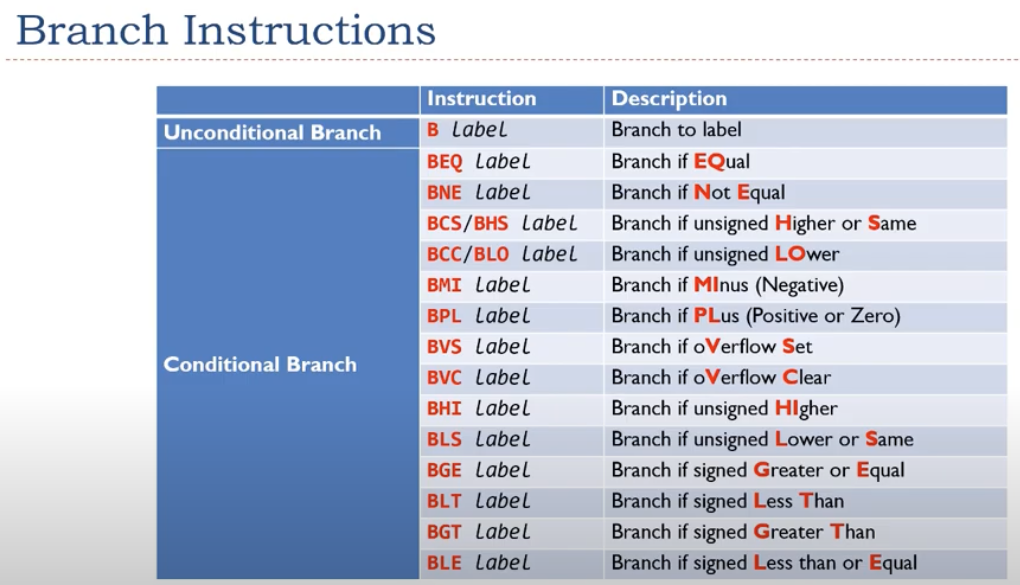 Branch Instructions
Instruction Description
Unconditional Branch B label Branch to label
BEQ label Branch if EQual
BNE label Branch if Not Equal
BCS/BHS label Branch if unsigned Higher or Same
BCC/BLO label Branch if unsigned LOwer
BMI label Branch if MInus (Negative)
BPL label Branch if PLus (Positive or Zero)
BVS label Branch if oVerflow Set
Conditional Branch
BVC label Branch if oVerflow Clear
BHI label Branch if unsigned HIgher
BLS label Branch if unsigned Lower or Same
BGE label Branch if signed Greater or Equal
BLT label Branch if signed Less Than
BGT label Branch if signed Greater Than
BLE label Branch if signed Less than or Equal